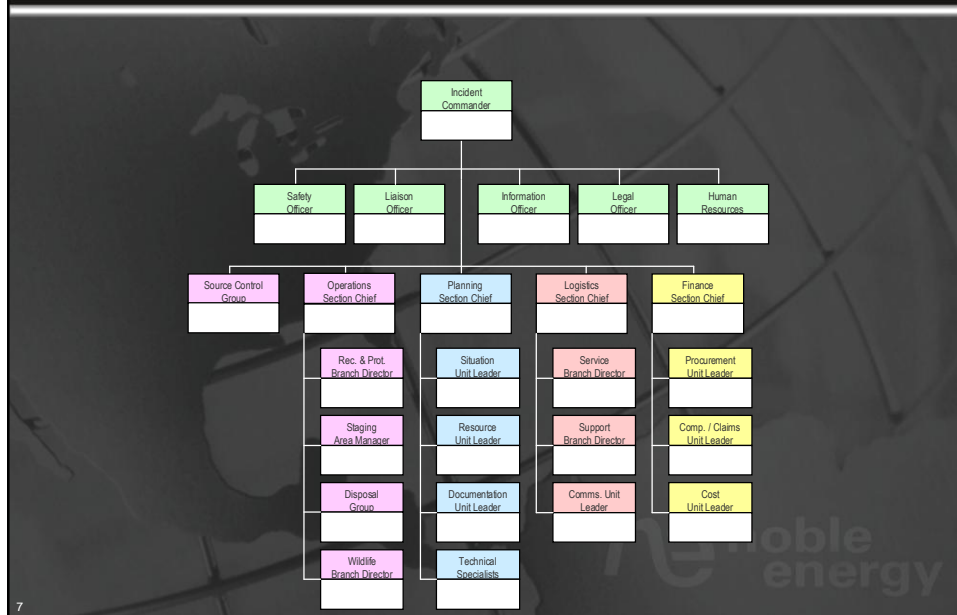 Incident
Commander
Safety
Officer
Liaison
Officer
Information
Officer
Legal
Officer
Human
Resources
Source Control
Group
Operations
Section Chief
Planning
Section Chief
Logistics
Section Chief
Finance
Section Chief
Rec. & Prot.
Branch Director
Situation
Unit Leader
Service
Branch Director
Procurement
Unit Leader
Staging
Area Manager
Resource
Unit Leader
Support
Branch Director
Comp. / Claims
Unit Leader
Disposal
Group
Documentation
Unit Leader
Comms. Unit
Leader
Cost
Unit Leader
Wildlife
Branch Director
Technical
Specialists
noble
energy
7